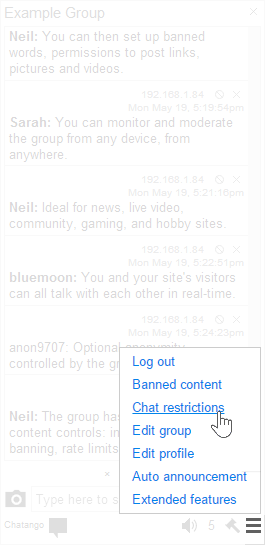 Example Group
Neil: You can then set up banned
words, permissions to post links,
pictures and videos.
192.168.1.84
Mon May 19, 5:19:54pm
Sarah: You can monitor and moderate
the group from any device, from
anywhere.
192.168.1.84
Mon May 19, 5:21:16pm
Neil: Ideal for news, live video,
community, gaming, and hobby sites.
192.168.1.84
Mon May 19, 5:22:51pm
bluemoon: You and your site's visitors
can all talk with each other in real-time.
192.168.1.84
Mon May 19, 5:24:23pm
anon9707: Optional anonymity
controlled by the gr
Neil: The group has
content controls: in
banning, rate limits
Log out
Banned content
Chat restrictions
Edit group
Edit profile
Auto announcement
Extended features
Type here to s
Chatango
5